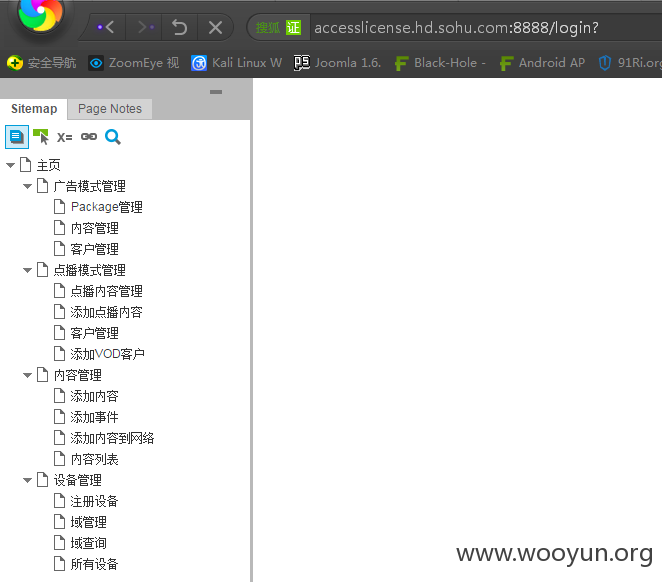 搜狐 证 accesslicense.hd.sohu.com:8888/login?
安全导航 ZoomEye 视 Kali Linux W Joomla 1.6. Black-Hole - Android AP 91Ri.org
Sitemap Page Notes
X=
主页
广告模式管理
Package管理
内容管理
客户管理
点播模式管理
点播内容管理
添加点播内容
客户管理
添加VOD客户
内容管理
添加内容
添加事件
添加内容到网络
内容列表
设备管理
注册设备
域管理
域查询
所有设备
www.wooyun.org